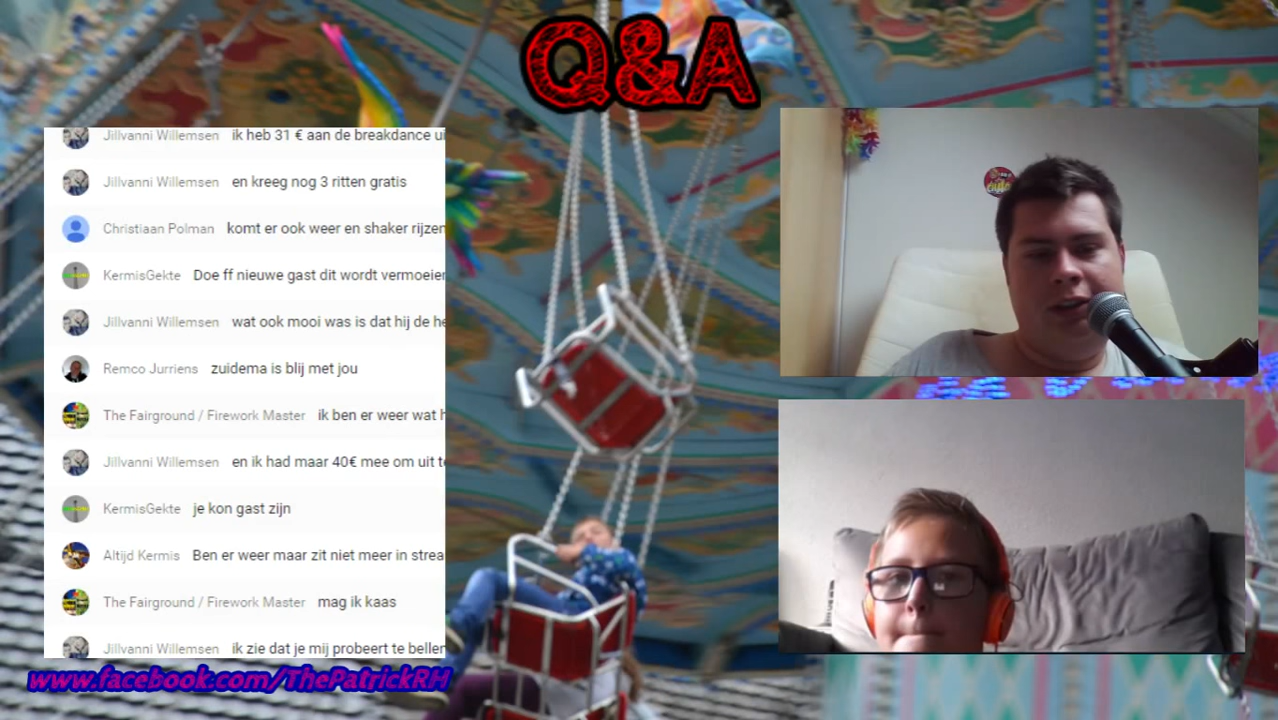 Q&A
Jillvanni Willemsen ik heb 31 € aan de breakdance ui
Jillvanni Willemsen en kreeg nog 3 ritten gratis
Christiaan Polman komt er ook weer en shaker rijzen
KermisGekte Doe ff nieuwe gast dit wordt vermoeier
Jillvanni Willemsen wat ook mooi was is dat hij de he
Remco Jurriens zuidema is blij met jou
The Fairground / Firework Master ik ben er weer wat h
Jillvanni Willemsen en ik had maar 40€ mee om uit te
KermisGekte je kon gast zijn
Altijd Kermis Ben er weer maar zit niet meer in strea
The Fairground / Firework Master mag ik kaas
Jillvanni Willemsen ik zie dat je mij probeert te bellen
www.facebook.com/ThePatrickRH